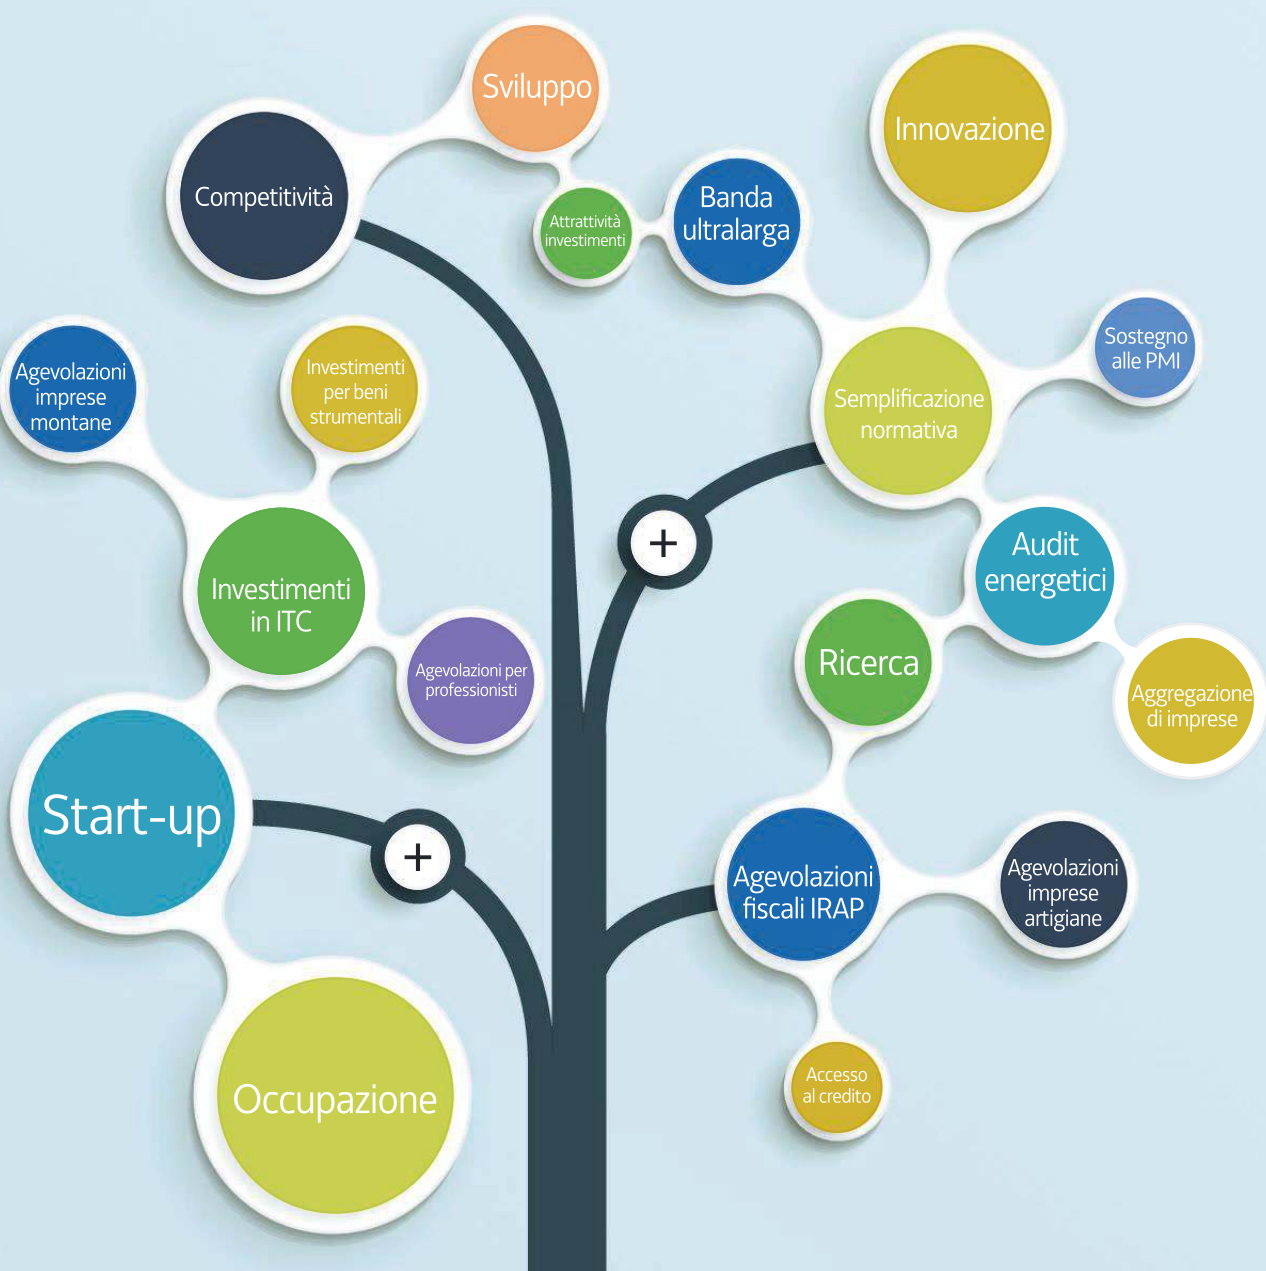 Sviluppo
Innovazione
Competitività
Attrattività
investimenti
Banda
ultralarga
Sostegno
alle PMI
Agevolazioni
imprese
montane
Investimenti
per beni
strumentali
Semplificazione
normativa
+
Audit
energetici
Investimenti
in ITC
Ricerca
Agevolazioni per
professionisti
Aggregazione
di imprese
Start-up
+
Agevolazioni
fiscali IRAP
Agevolazioni
imprese
artigiane
Occupazione
Accesso
al credito